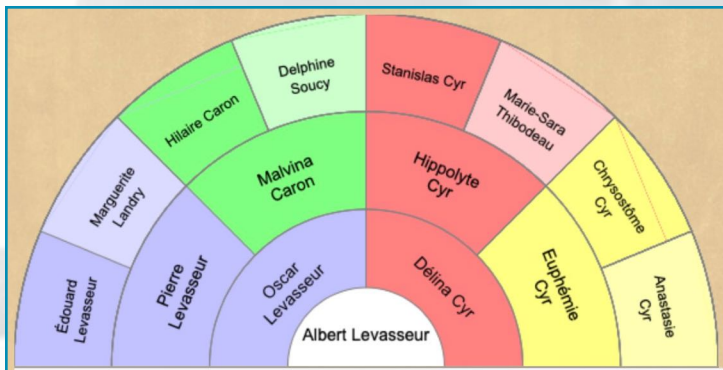 Édouard
Levasseur
Marguerite
Landry
Hilaire Caron
Delphine
Soucy
Stanislas Cyr
Marie-Sara
Thibodeau
Chrysostôme
Cyr
Anastasie
Cyr
Pierre
Levasseur
Malvina
Caron
Hippolyte
Cyr
Euphémie
Cyr
Oscar
Levasseur
Délina Cyr
Albert Levasseur